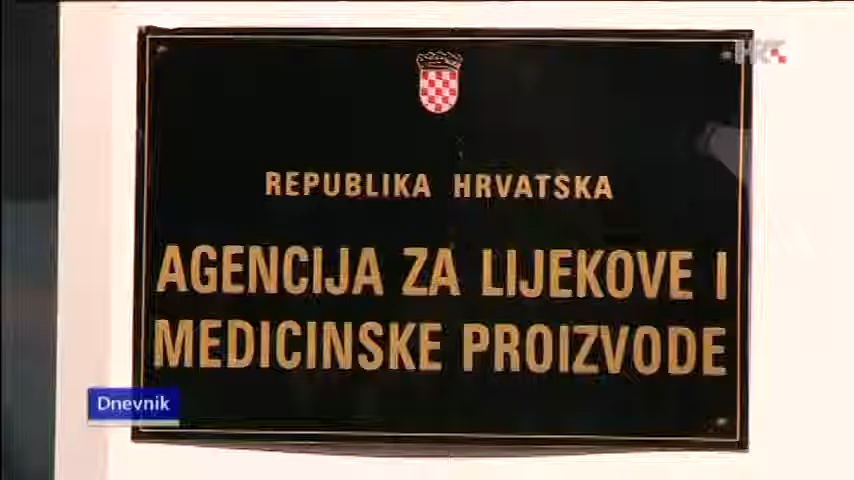 HRT
REPUBLIKA HRVATSKA
AGENCIJA ZA LIJEKOVE I
MEDICINSKE PROIZVODE
Dnevnik